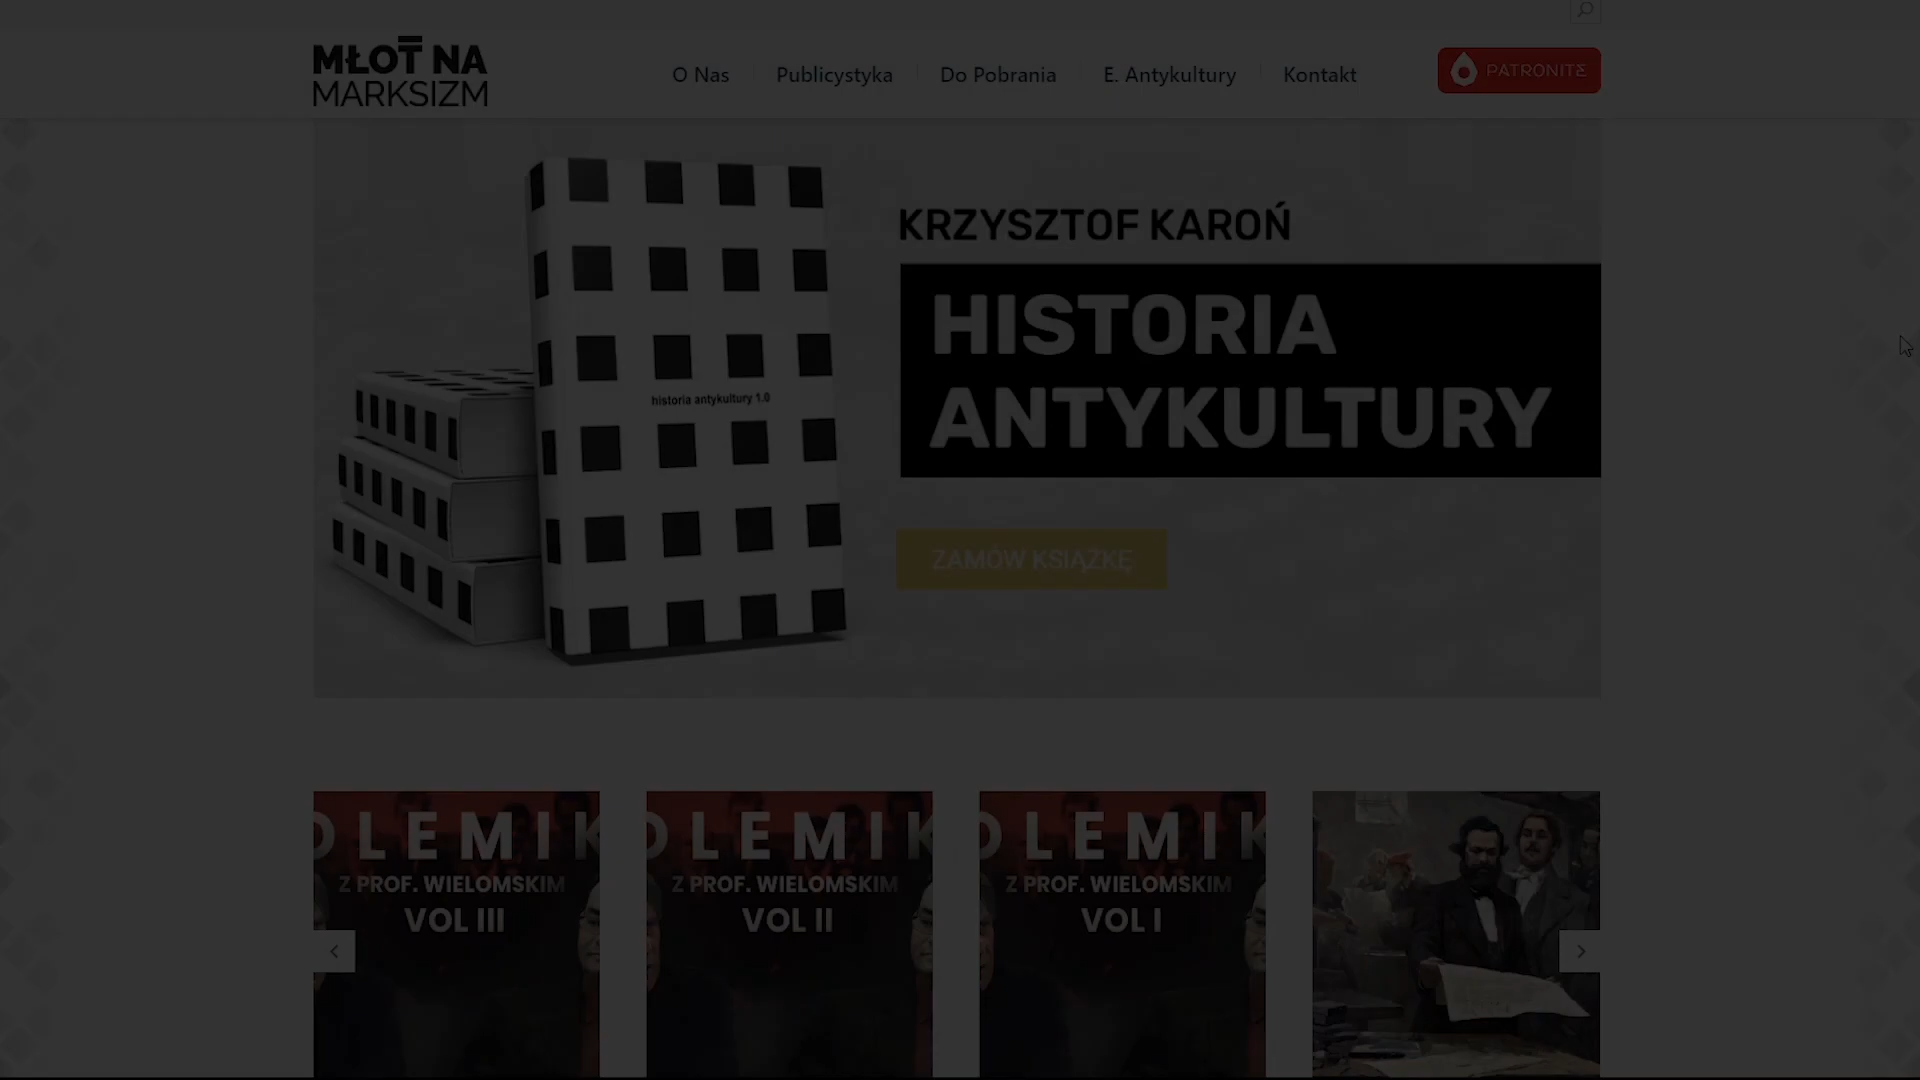 MŁOT NA
MARKSIZM
O Nas
Publicystyka
Do Pobrania
E. Antykultury
Kontakt
PATRONITE
KRZYSZTOF KAROŃ
HISTORIA
ANTYKULTURY
historia antykultury 1.0
ZAMÓW KSIĄŻKĘ
OLEMIK
Z PROF. WIELOMSKIM
VOL III
OLEMIK
Z PROF. WIELOMSKIM
VOL II
OLEMIK
Z PROF. WIELOMSKIM
VOL I